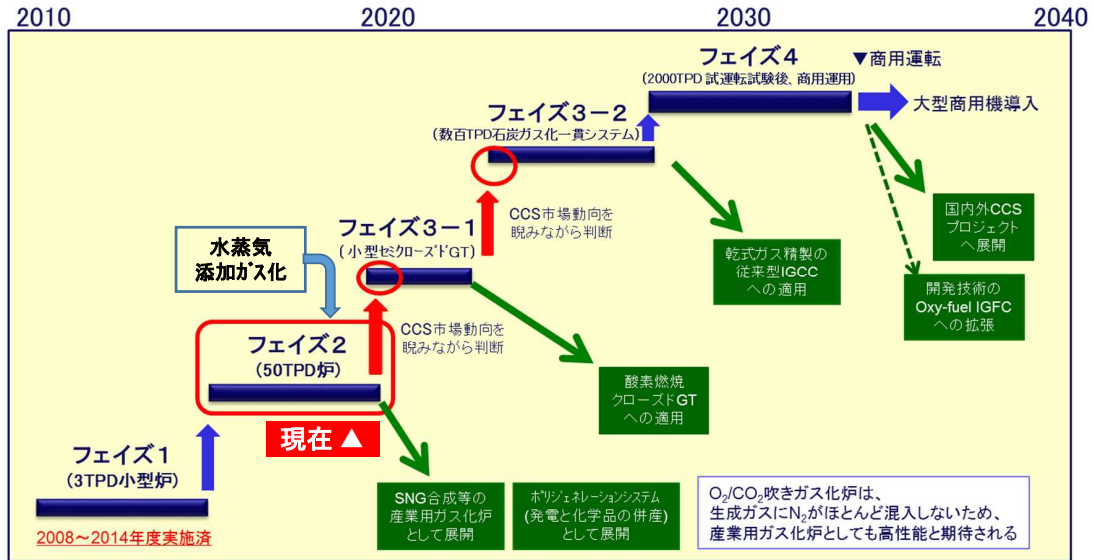 2010 2020 2030 2040
フェイズ4
(2000TPD 試運転試験後、商用運用)
▼商用運転
大型商用機導入
フェイズ3-2
(数百TPD石炭ガス化一貫システム)
CCS市場動向を
睨みながら判断
フェイズ3-1
(小型セミクローズドGT)
水蒸気
添加ガス化
CCS市場動向を
睨みながら判断
フェイズ2
(50TPD炉)
現在 ▲
フェイズ1
(3TPD小型炉)
2008~2014年度実施済
国内外CCS
プロジェクト
へ展開
乾式ガス精製の
従来型IGCC
への適用
開発技術の
Oxy-fuel IGFC
への拡張
酸素燃焼
クローズドGT
への適用
SNG合成等の
産業用ガス化炉
として展開
ポリジェネレーションシステム
(発電と化学品の併産)
として展開
O₂/CO₂吹きガス化炉は、
生成ガスにN₂がほとんど混入しないため、
産業用ガス化炉としても高性能と期待される